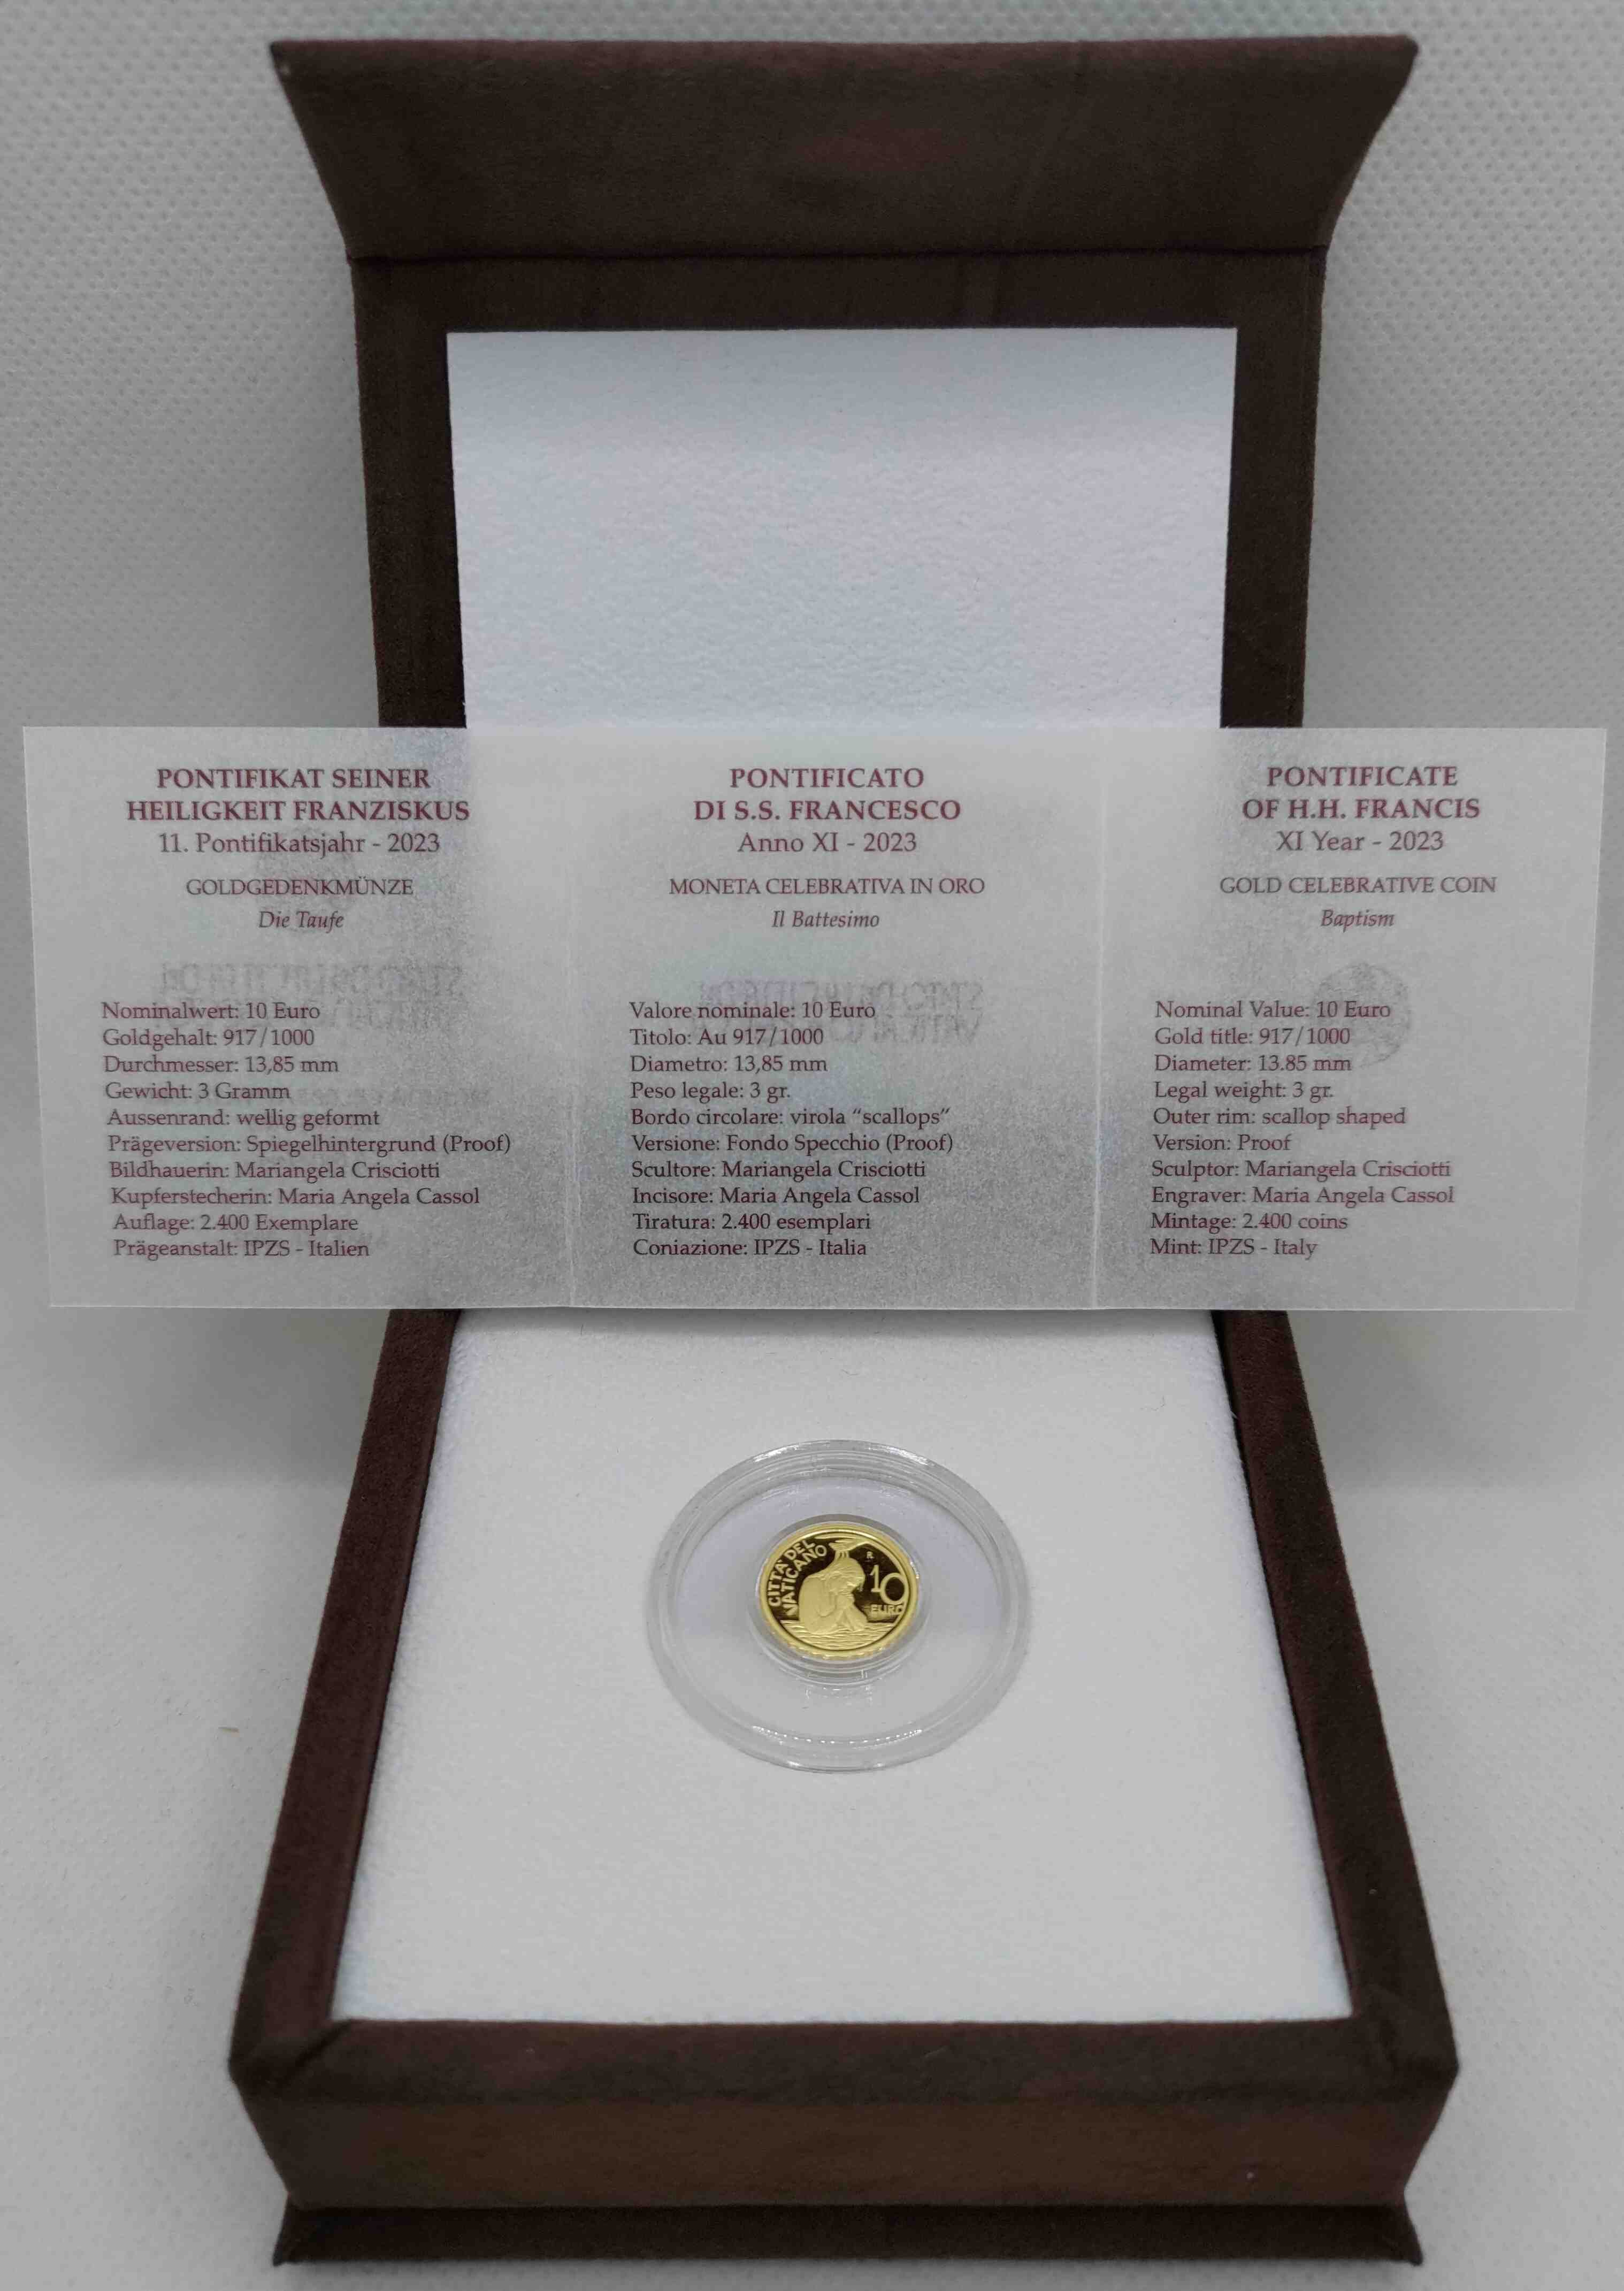 PONTIFIKAT SEINER
HEILIGKEIT FRANZISKUS
11. Pontifikatsjahr - 2023
GOLDGEDENKMÜNZE
Die Taufe
Nominalwert: 10 Euro
Goldgehalt: 917/1000
Durchmesser: 13,85 mm
Gewicht: 3 Gramm
Aussenrand: wellig geformt
Prägeversion: Spiegelhintergrund (Proof)
Bildhauerin: Mariangela Crisciotti
Kupferstecherin: Maria Angela Cassol
Auflage: 2.400 Exemplare
Prägeanstalt: IPZS - Italien
PONTIFICATO
DI S.S. FRANCESCO
Anno XI - 2023
MONETA CELEBRATIVA IN ORO
Il Battesimo
Valore nominale: 10 Euro
Titolo: Au 917/1000
Diametro: 13,85 mm
Peso legale: 3 gr.
Bordo circolare: virola “scallops”
Versione: Fondo Specchio (Proof)
Scultore: Mariangela Crisciotti
Incisore: Maria Angela Cassol
Tiratura: 2.400 esemplari
Coniazione: IPZS - Italia
PONTIFICATE
OF H.H. FRANCIS
XI Year - 2023
GOLD CELEBRATIVE COIN
Baptism
Nominal Value: 10 Euro
Gold title: 917/1000
Diameter: 13.85 mm
Legal weight: 3 gr.
Outer rim: scallop shaped
Version: Proof
Sculptor: Mariangela Crisciotti
Engraver: Maria Angela Cassol
Mintage: 2.400 coins
Mint: IPZS - Italy
CITTA' DEL
VATICANO
R
10
EURO